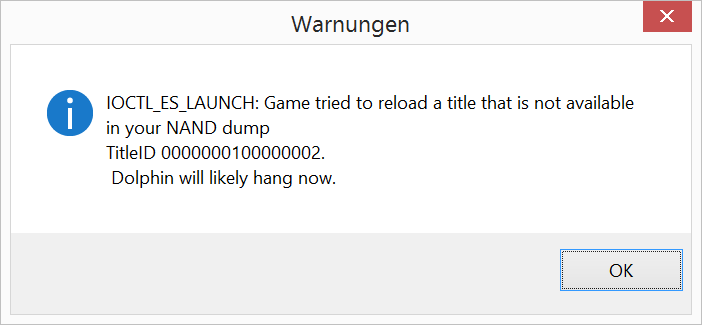 Warnungen
IOCTL_ES_LAUNCH: Game tried to reload a title that is not available
in your NAND dump
TitleID 0000000100000002.
Dolphin will likely hang now.
OK